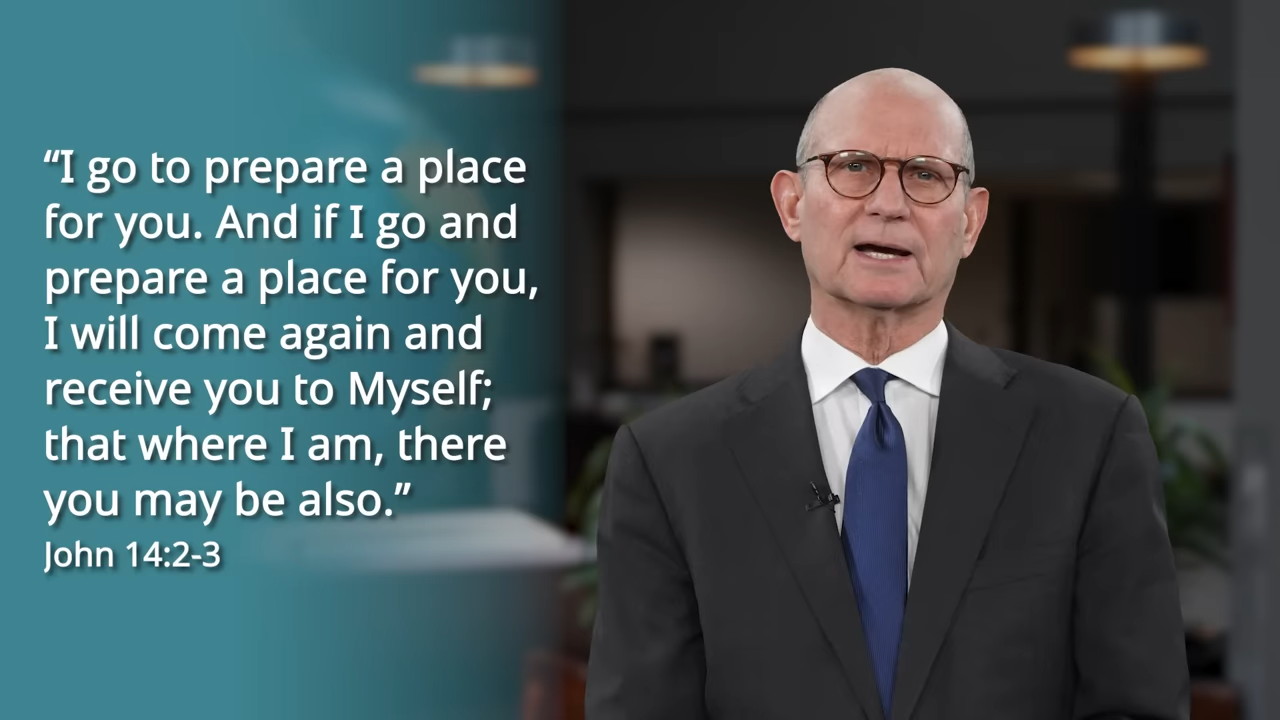 “I go to prepare a place
for you. And if I go and
prepare a place for you,
I will come again and
receive you to Myself;
that where I am, there
you may be also.”
John 14:2-3